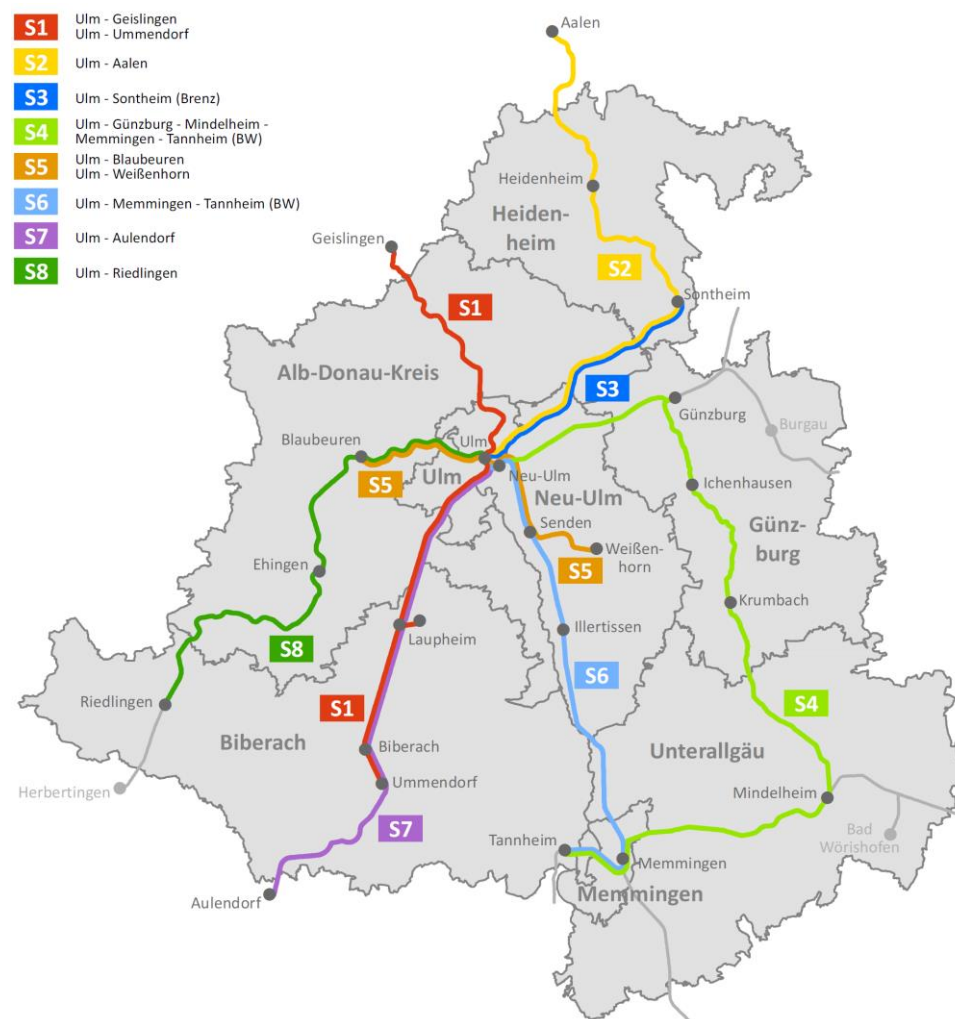 S1 Ulm - Geislingen
Ulm - Ummendorf
S2 Ulm - Aalen
S3 Ulm - Sontheim (Brenz)
S4 Ulm - Günzburg - Mindelheim -
Memmingen - Tannheim (BW)
S5 Ulm - Blaubeuren
Ulm - Weißenhorn
S6 Ulm - Memmingen - Tannheim (BW)
S7 Ulm - Aulendorf
S8 Ulm - Riedlingen
Aalen
Heidenheim
Heiden-
heim
Geislingen
S2
Sontheim
S1
Alb-Donau-Kreis
S3
Günzburg
Burgau
Blaubeuren
Ulm
Neu-Ulm
S5
Ulm
Neu-Ulm
Ichenhausen
Senden
Weißen-
horn
S5
Günz-
burg
Ehingen
Krumbach
Laupheim
Illertissen
S8
S6
Riedlingen
S1
S4
Biberach
Biberach
Unterallgäu
Ummendorf
Herbertingen
Mindelheim
S7
Tannheim
Memmingen
Bad
Wörishofen
Aulendorf
Memmingen